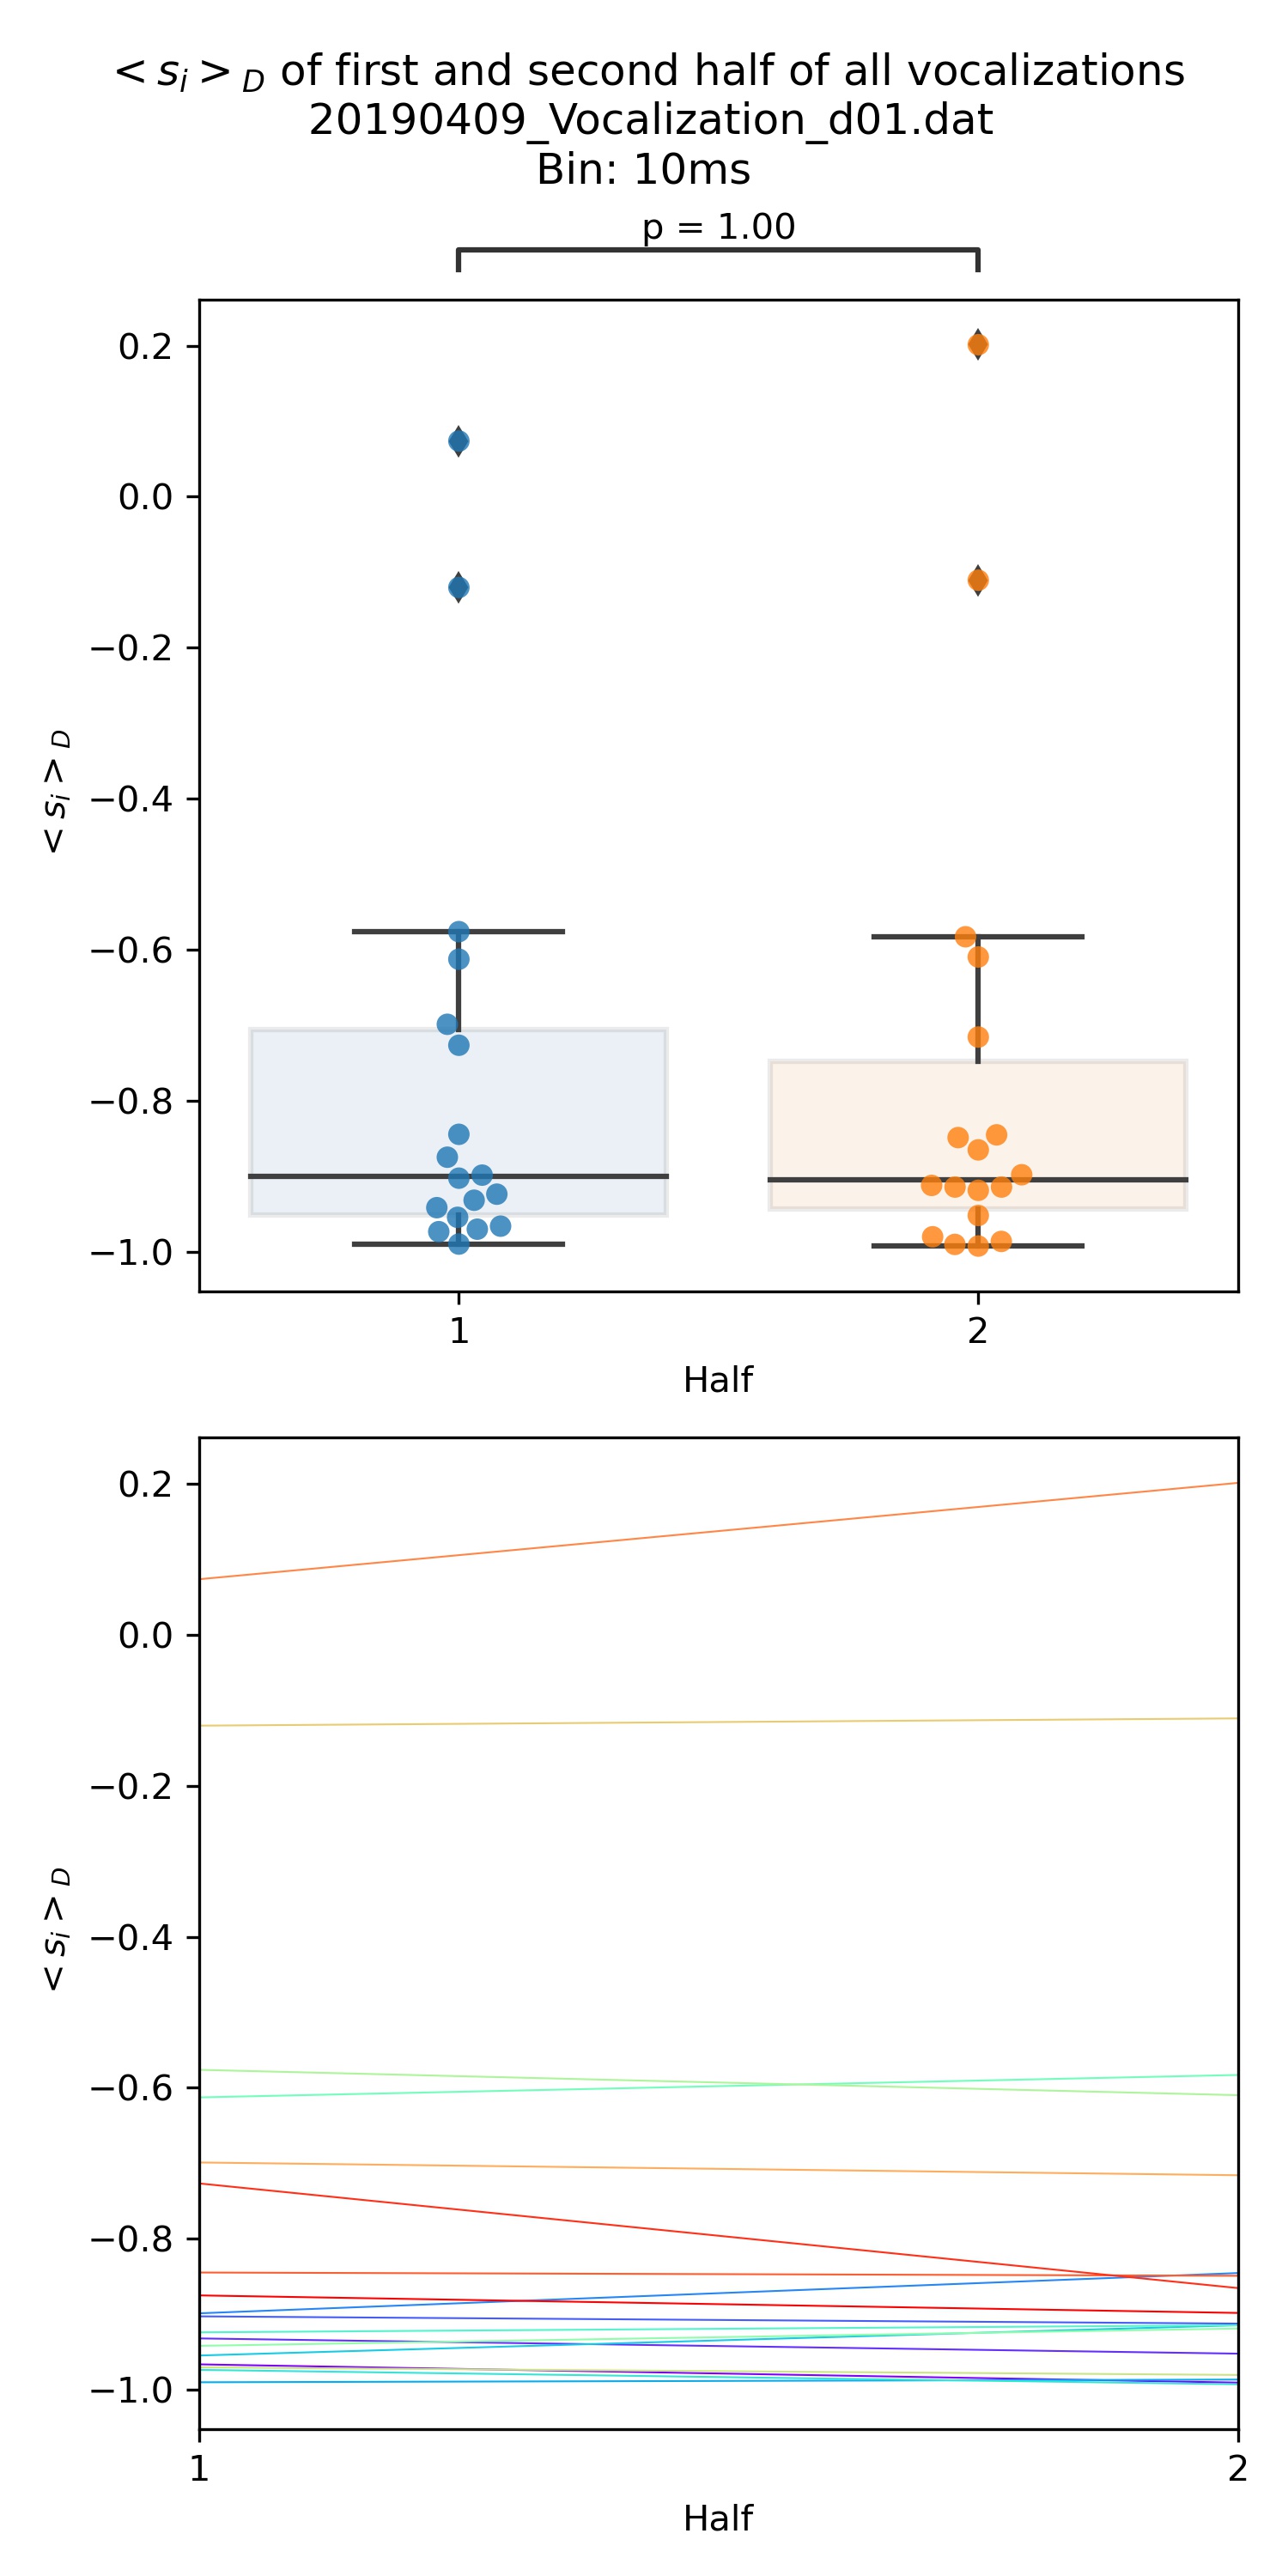 < s_i >_D of first and second half of all vocalizations
20190409_Vocalization_d01.dat
Bin: 10ms
p = 1.00
0.2
0.0
−0.2
−0.4
−0.6
−0.8
−1.0
< s_i >_D
1 2
Half
0.2
0.0
−0.2
−0.4
−0.6
−0.8
−1.0
< s_i >_D
1 2
Half